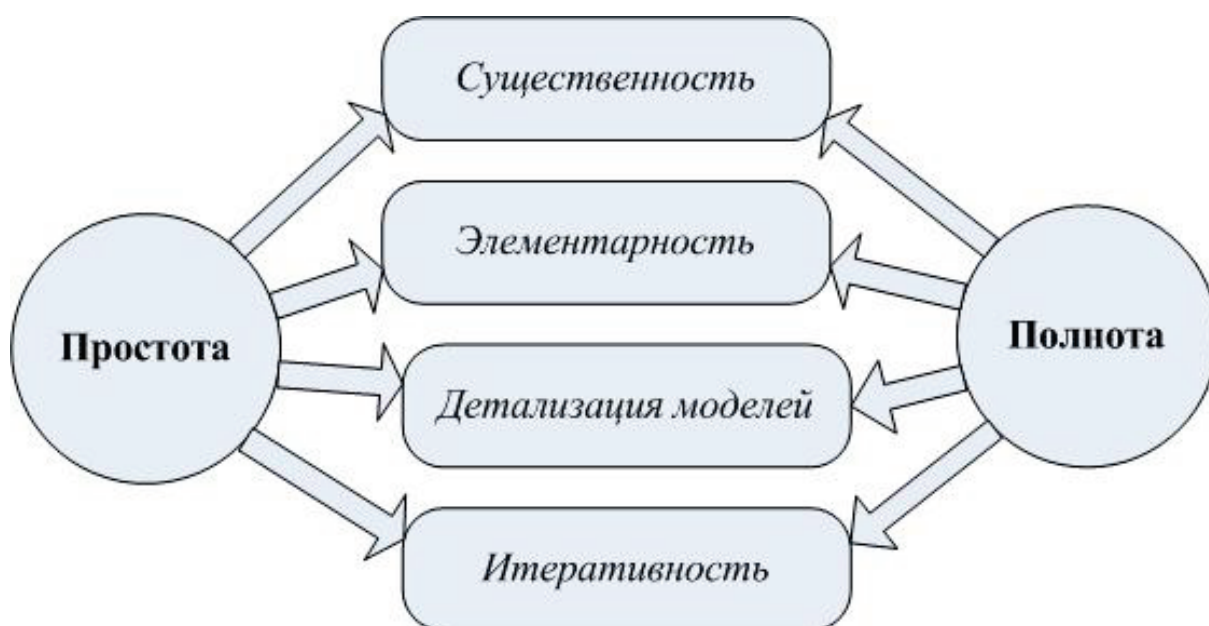 Существенность
Элементарность
Простота
Полнота
Детализация моделей
Итеративность